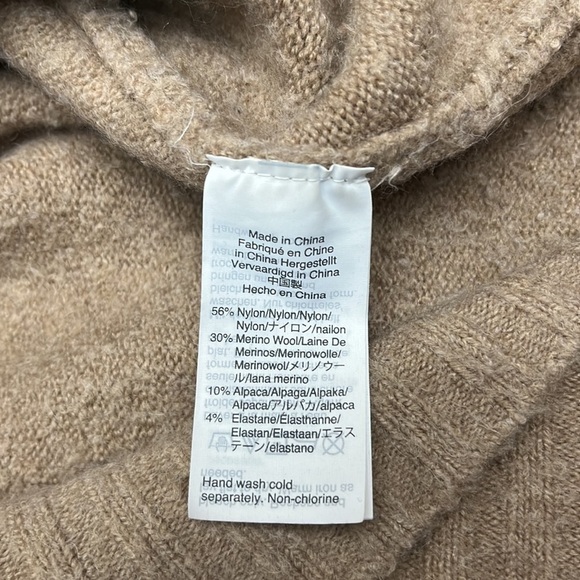 Made in China
Fabriqué en Chine
in China Hergestellt
Vervaardigd in China
中国製
Hecho en China
56% Nylon/Nylon/Nylon/
Nylon/ナイロン/nailon
30% Merino Wool/Laine De
Merinos/Merinowolle/
Merinowol/メリノウー
ル/lana merino
10% Alpaca/Alpaga/Alpaka/
Alpaca/アルパカ/alpaca
4% Elastane/Élasthanne/
Elastan/Elastaan/エラス
テーン/elastano
Hand wash cold
separately. Non-chlorine